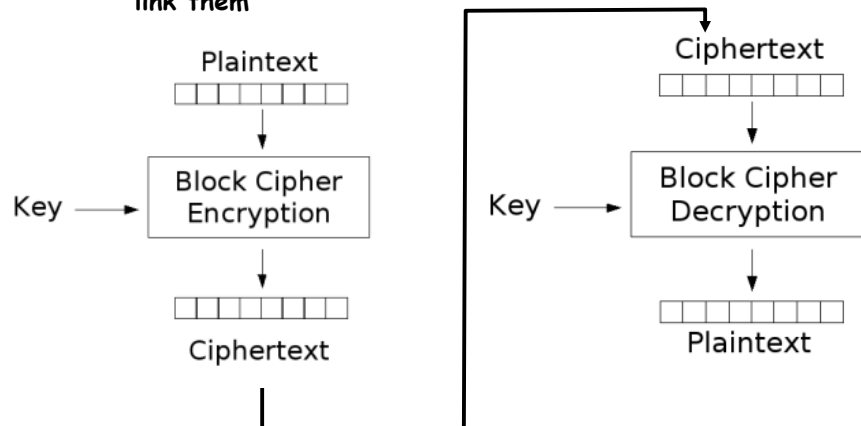 link them
Plaintext
Key
Block Cipher
Encryption
Ciphertext
Ciphertext
Key
Block Cipher
Decryption
Plaintext